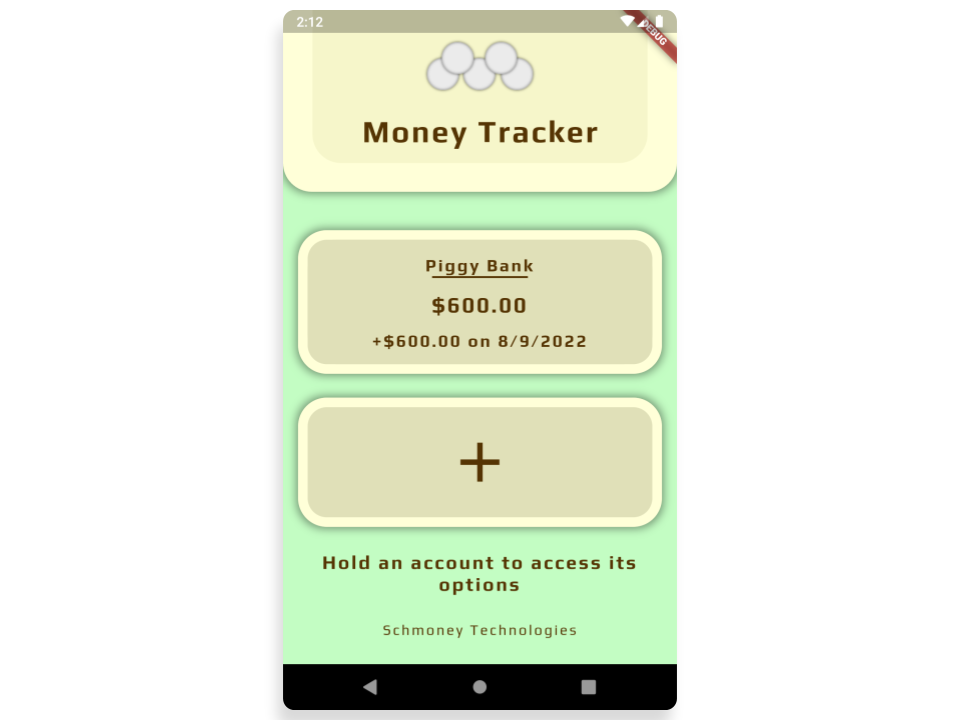 2:12
DEBUG
Money Tracker
Piggy Bank
$600.00
+$600.00 on 8/9/2022
+
Hold an account to access its
options
Schmoney Technologies